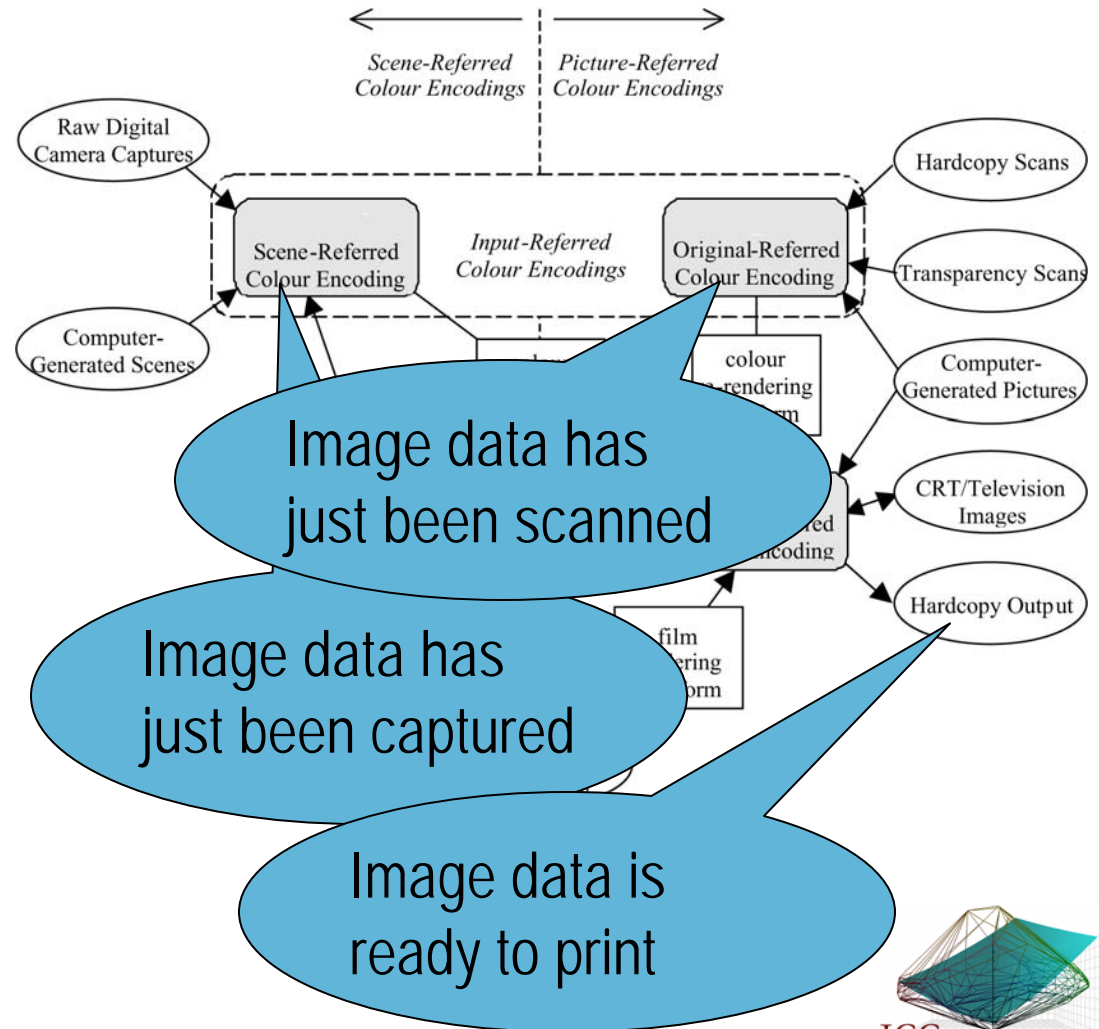 Scene-Referred
Colour Encodings
Picture-Referred
Colour Encodings
Raw Digital
Camera Captures
Hardcopy Scans
Scene-Referred
Colour Encoding
Input-Referred
Colour Encodings
Original-Referred
Colour Encoding
Transparency Scans
Computer-
Generated Scenes
colour
Computer-
Generated Pictures
Image data has
just been scanned
CRT/Television
Images
Hardcopy Output
film
Image data has
just been captured
Image data is
ready to print